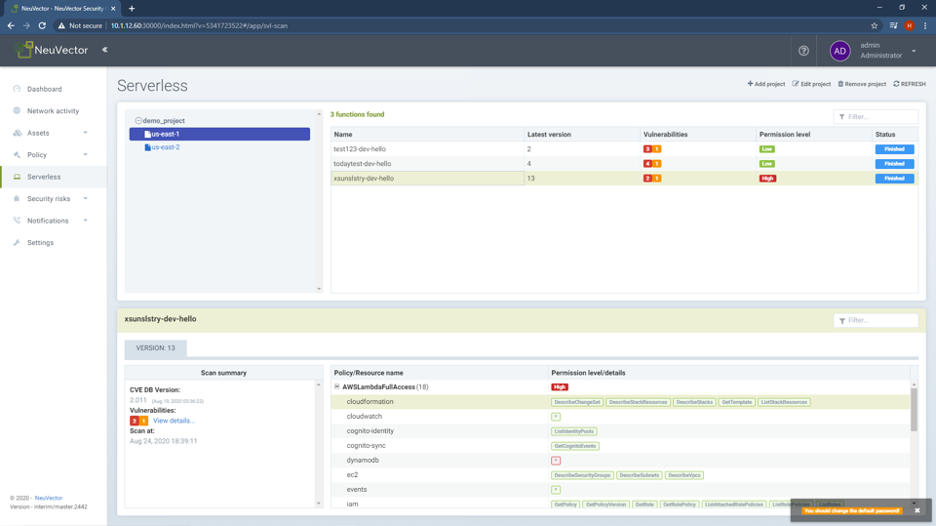 NeuVector - NeuVector Security
Not secure 10.1.12.60:30000/index.html?v=5341723522#/app/svl-scan
H
NeuVector
AD
admin
Administrator
Dashboard
Network activity
Assets
Policy
Serverless
Security risks
Notifications
Settings
© 2020 - NeuVector
Version - interim/master.2442
Serverless
Add project Edit project Remove project REFRESH
demo_project
us-east-1
us-east-2
3 functions found
Filter...
Name Latest version Vulnerabilities Permission level Status
test123-dev-hello 2 3 1 Low Finished
todaytest-dev-hello 4 4 1 Low Finished
xsunslstry-dev-hello 13 2 1 High Finished
xsunslstry-dev-hello
Filter...
VERSION: 13
Scan summary
CVE DB Version:
2.011 (Aug 19, 2020 03:36:22)
Vulnerabilities:
2 1 View details...
Scan at:
Aug 24, 2020 18:39:11
Policy/Resource name Permission level/details
AWSLambdaFullAccess (18) High
cloudformation DescribeChangeSet DescribeStackResources DescribeStacks GetTemplate ListStackResources
cloudwatch *
cognito-identity ListIdentityPools
cognito-sync GetCognitoEvents
dynamodb *
ec2 DescribeSecurityGroups DescribeSubnets DescribeVpcs
events *
iam GetPolicy GetPolicyVersion GetRole GetRolePolicy ListAttachedRolePolicies
You should change the default password!